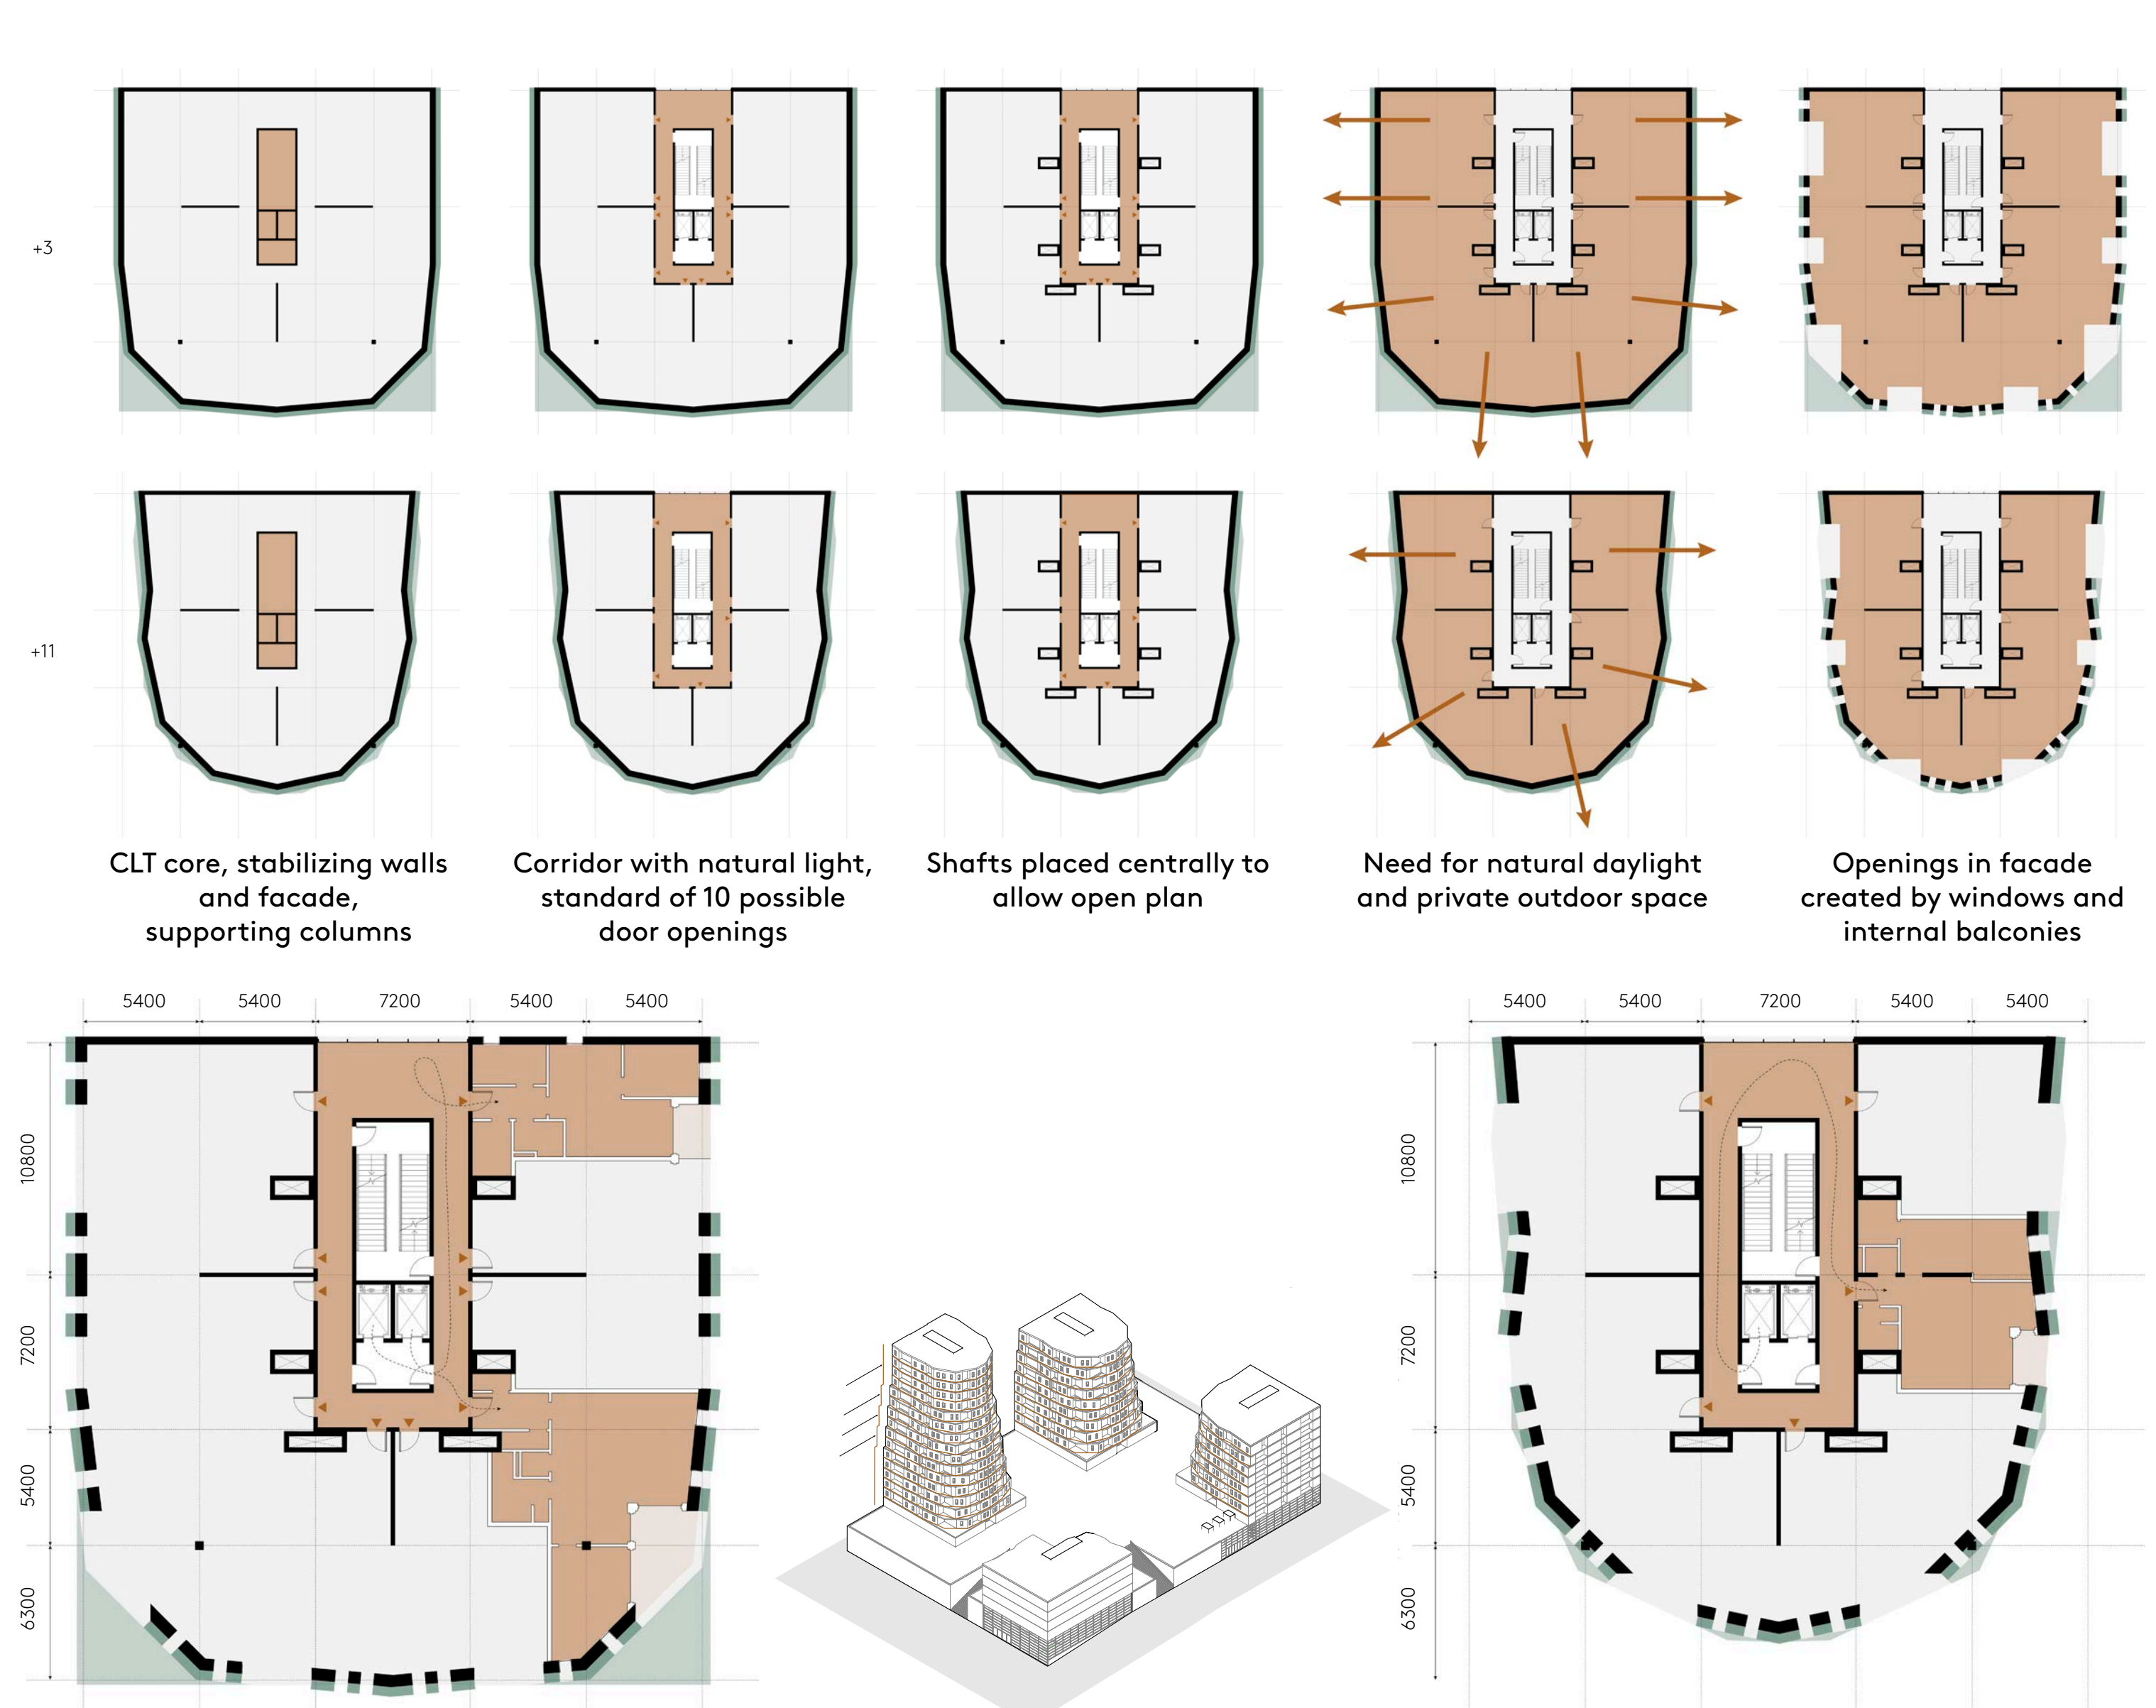 +3
+11
CLT core, stabilizing walls
and facade,
supporting columns
Corridor with natural light,
standard of 10 possible
door openings
Shafts placed centrally to
allow open plan
Need for natural daylight
and private outdoor space
Openings in facade
created by windows and
internal balconies
5400 5400 7200 5400 5400
10800
7200
5400
6300
5400 5400 7200 5400 5400
10800
7200
5400
6300